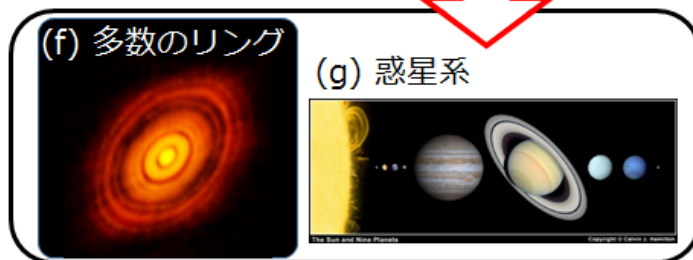 (f) 多数のリング
(g) 惑星系
The Sun and Nine Planets
Copyright © Calvin J. Hamilton